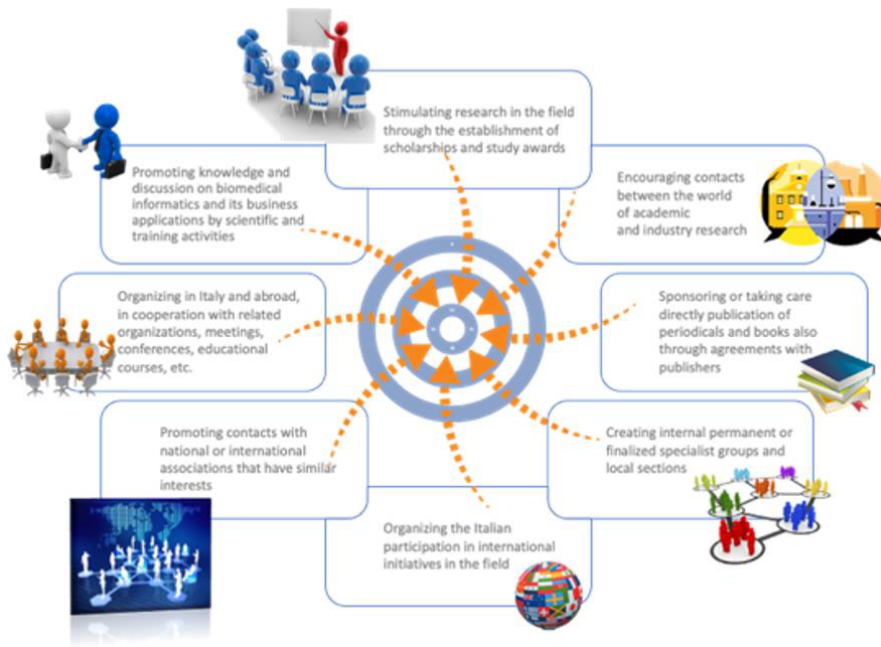 Stimulating research in the field
through the establishment of
scholarships and study awards
Promoting knowledge and
discussion on biomedical
informatics and its business
applications by scientific and
training activities
Encouraging contacts
between the world
of academic
and industry research
Organizing in Italy and abroad,
in cooperation with related
organizations, meetings,
conferences, educational
courses, etc.
Sponsoring or taking care
directly publication of
periodicals and books also
through agreements with
publishers
Promoting contacts with
national or international
associations that have similar
interests
Creating internal permanent or
finalized specialist groups and
local sections
Organizing the Italian
participation in international
initiatives in the field